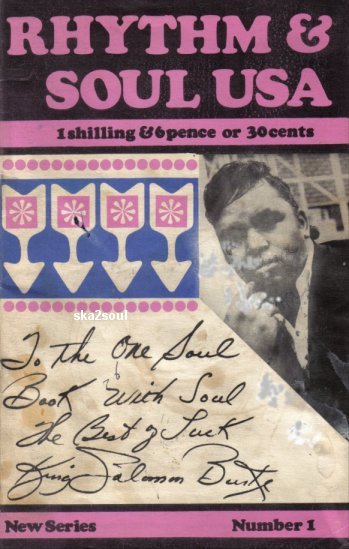 RHYTHM &
SOUL USA
1 shilling & 6 pence or 30 cents
ska2soul
To The One Soul
Book With Soul
The Best of Luck
King Solomon Burke
New Series Number 1